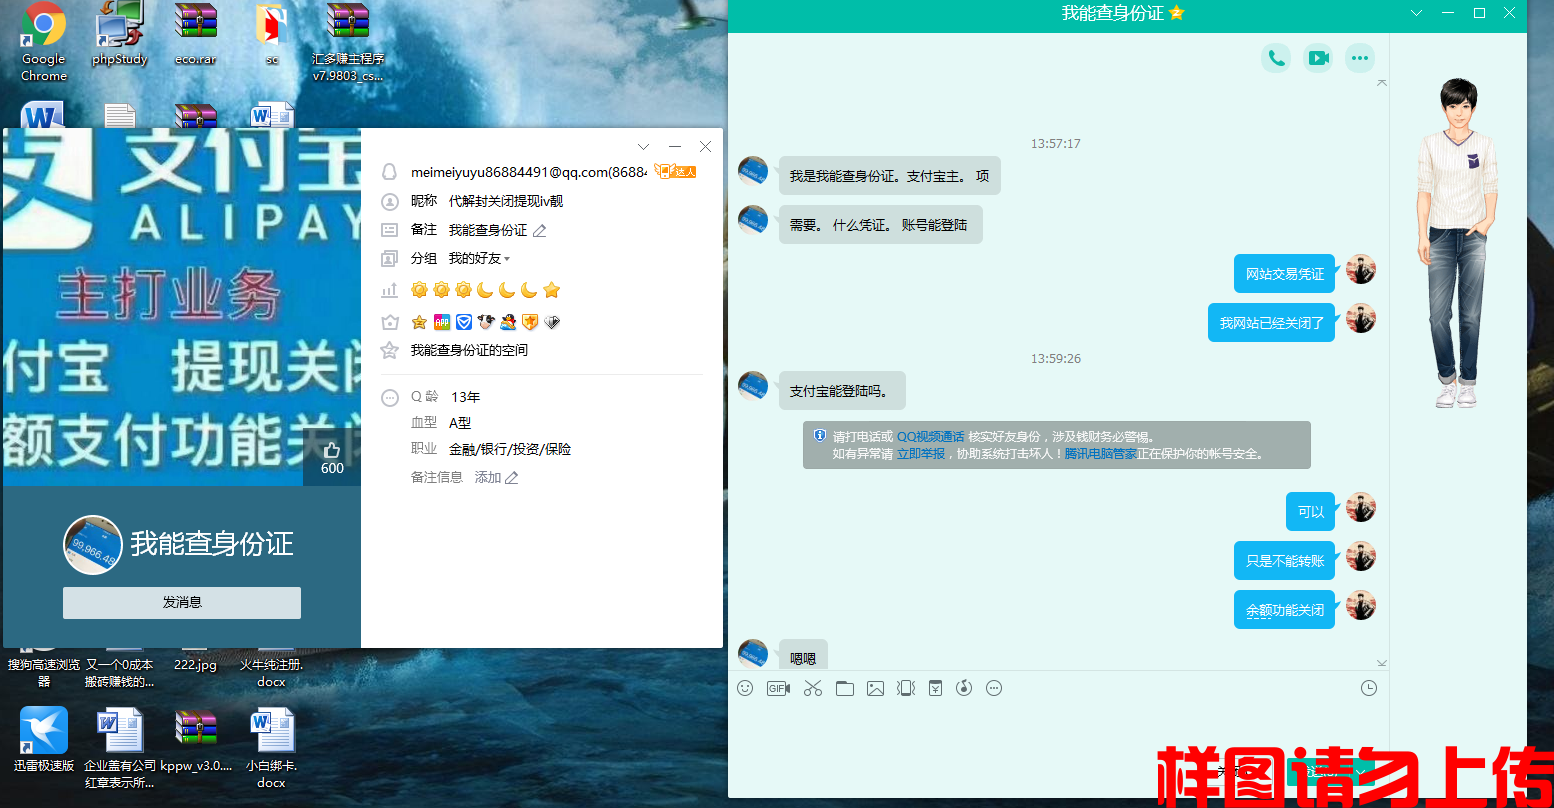 Google
Chrome
phpStudy
eco.rar
sc
汇多赚主程序
v7.9803_cs...
支付宝
ALIPAY
主打业务
付宝 提现关闭
额支付功能关闭
600
我能查身份证
发消息
meimeiyuyu86884491@qq.com(8688
达人
昵称 代解封关闭提现iv靓
备注 我能查身份证
分组 我的好友
APP
我能查身份证的空间
Q 龄 13年
血型 A型
职业 金融/银行/投资/保险
备注信息 添加
搜狗高速浏览
器
又一个0成本
搬砖赚钱的...
222.jpg
火牛纯注册.
docx
迅雷极速版
企业盖有公司
红章表示所...
kppw_v3.0....
小白绑卡.
docx
我能查身份证
13:57:17
我是我能查身份证。支付宝主。 项
需要。 什么凭证。 账号能登陆
网站交易凭证
我网站已经关闭了
13:59:26
支付宝能登陆吗。
请打电话或 QQ视频通话 核实好友身份，涉及钱财务必警惕。
如有异常请 立即举报，协助系统打击坏人！腾讯电脑管家正在保护你的帐号安全。
可以
只是不能转账
余额功能关闭
嗯嗯
GIF
样图请勿上传